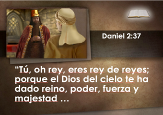 Daniel 2:37
“Tú, oh rey, eres rey de reyes;
porque el Dios del cielo te ha
dado reino, poder, fuerza y
majestad …